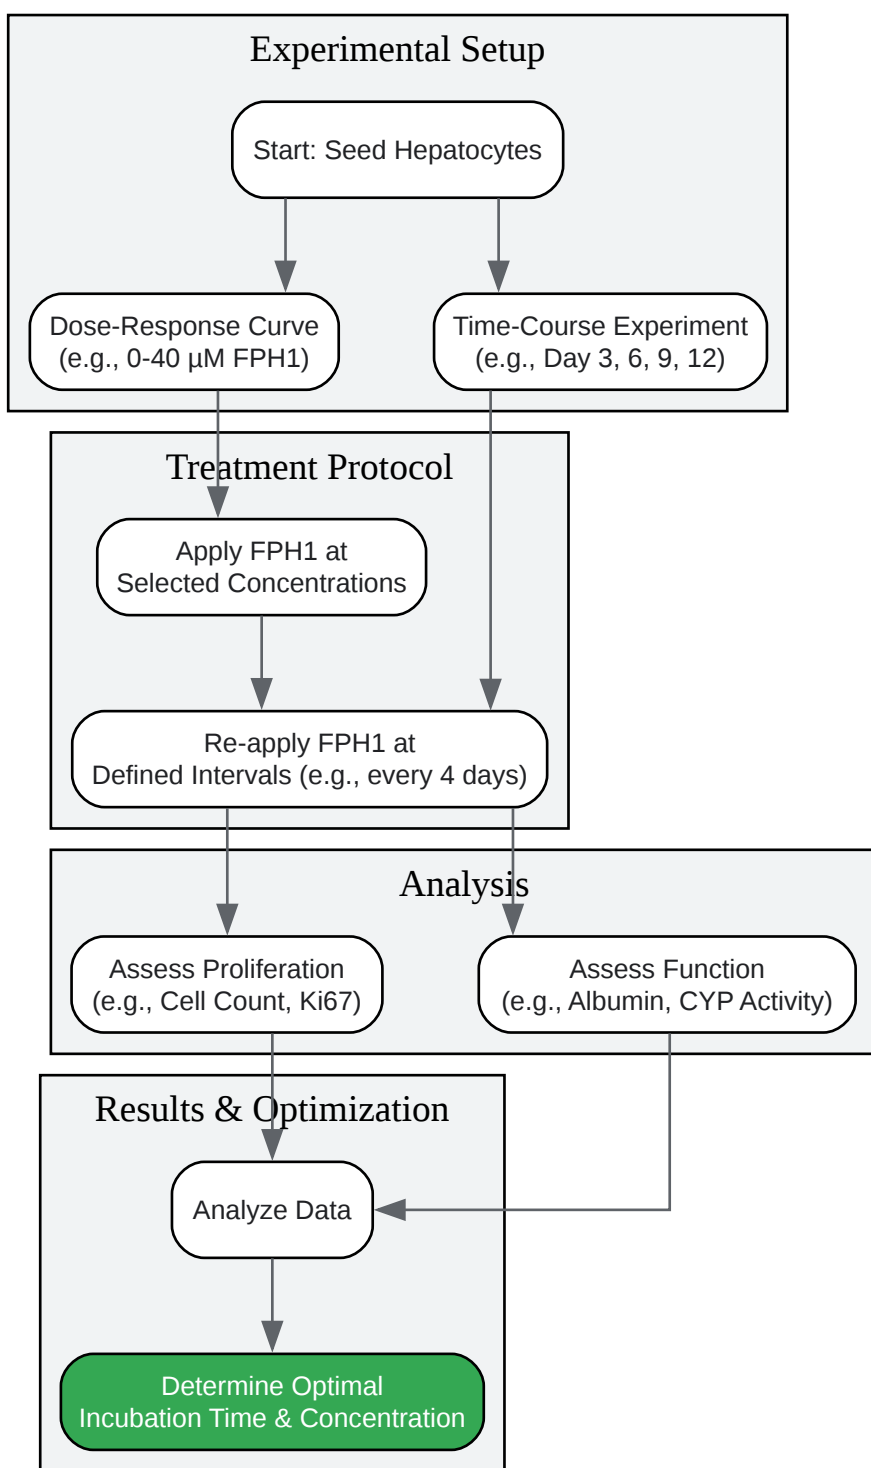 Experimental Setup
Start: Seed Hepatocytes
Dose-Response Curve
(e.g., 0-40 µM FPH1)
Time-Course Experiment
(e.g., Day 3, 6, 9, 12)
Treatment Protocol
Apply FPH1 at
Selected Concentrations
Re-apply FPH1 at
Defined Intervals (e.g., every 4 days)
Analysis
Assess Proliferation
(e.g., Cell Count, Ki67)
Assess Function
(e.g., Albumin, CYP Activity)
Results & Optimization
Analyze Data
Determine Optimal
Incubation Time & Concentration